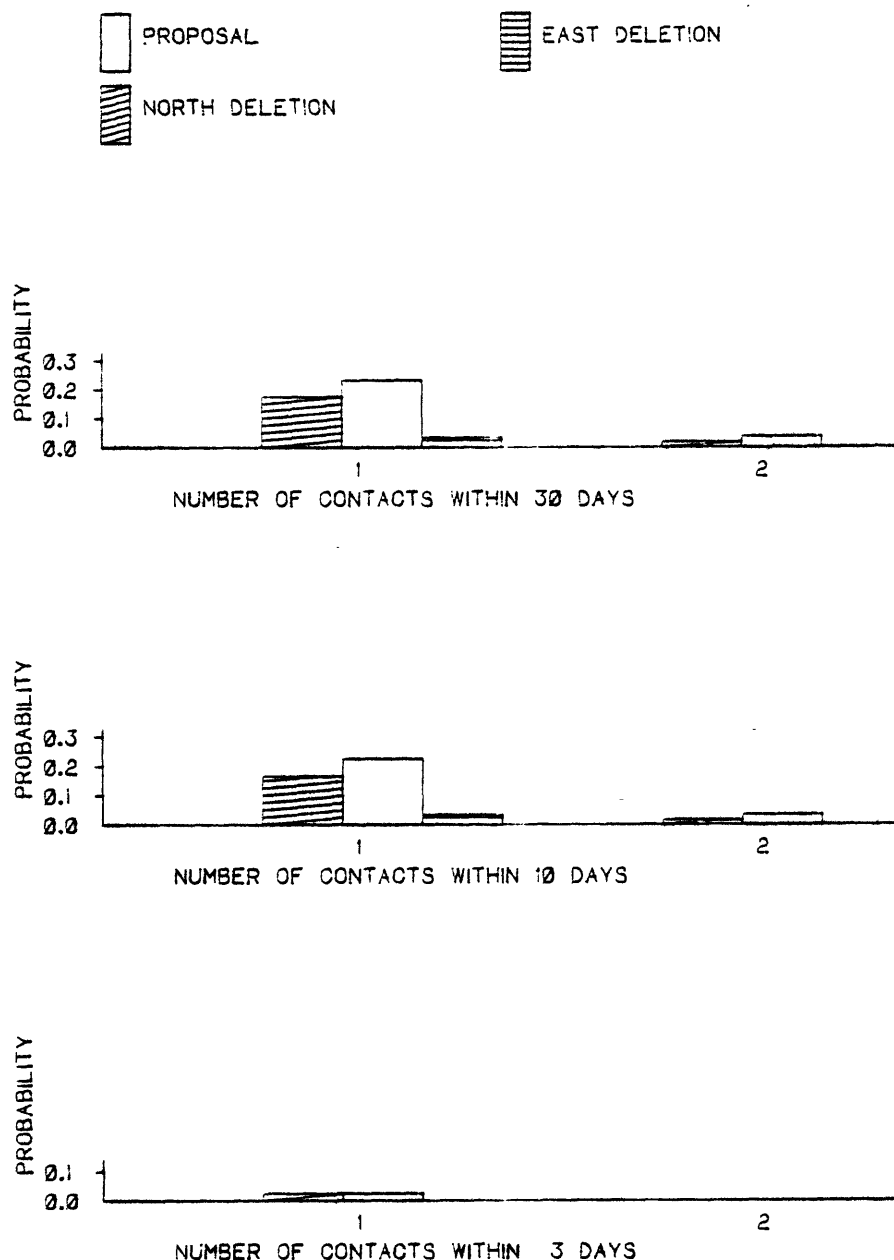 PROPOSAL
EAST DELETION
NORTH DELETION
PROBABILITY
0.3
0.2
0.1
0.0
1
2
NUMBER OF CONTACTS WITHIN 30 DAYS
PROBABILITY
0.3
0.2
0.1
0.0
1
2
NUMBER OF CONTACTS WITHIN 10 DAYS
PROBABILITY
0.1
0.0
1
2
NUMBER OF CONTACTS WITHIN 3 DAYS